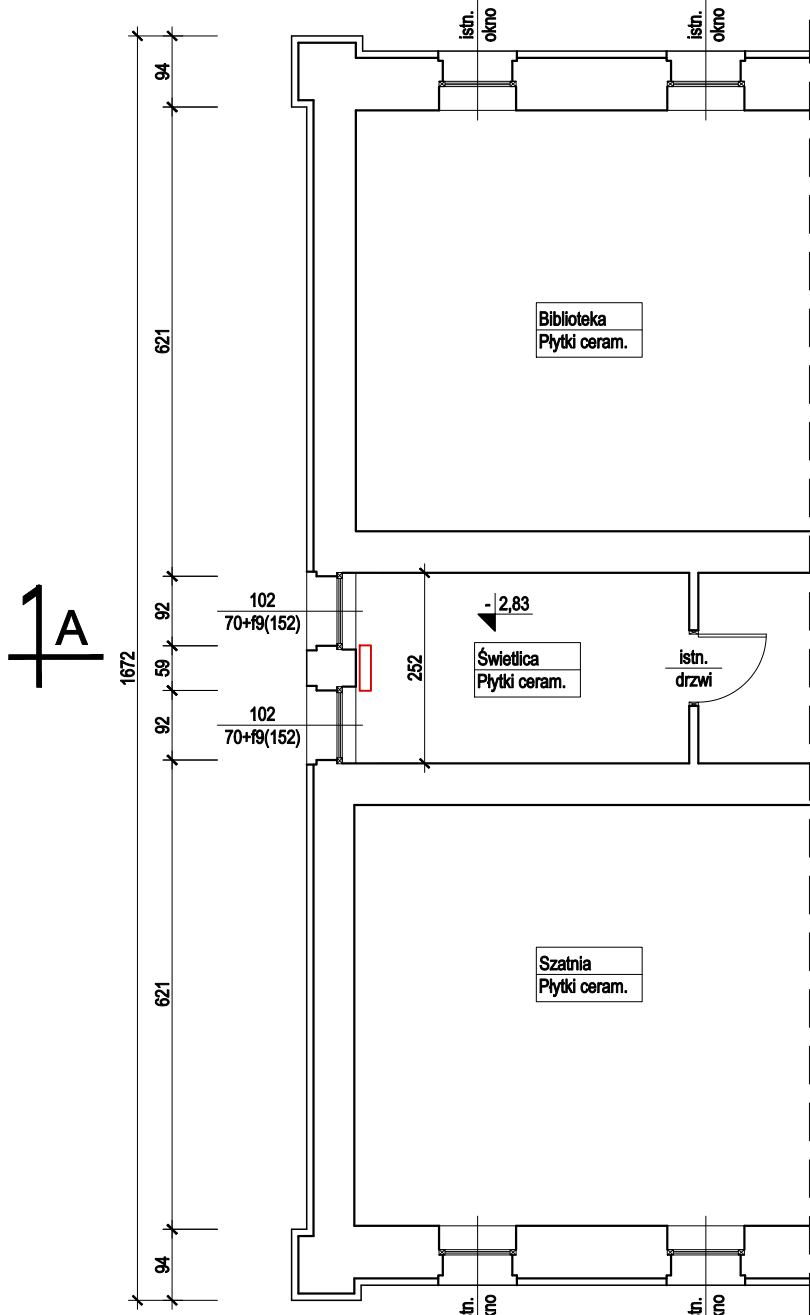 istn.
okno
istn.
okno
94
621
Biblioteka
Płytki ceram.
1
A
1672
92
59
92
102
70+f9(152)
102
70+f9(152)
252
- 2,83
Świetlica
Płytki ceram.
istn.
drzwi
621
Szatnia
Płytki ceram.
94